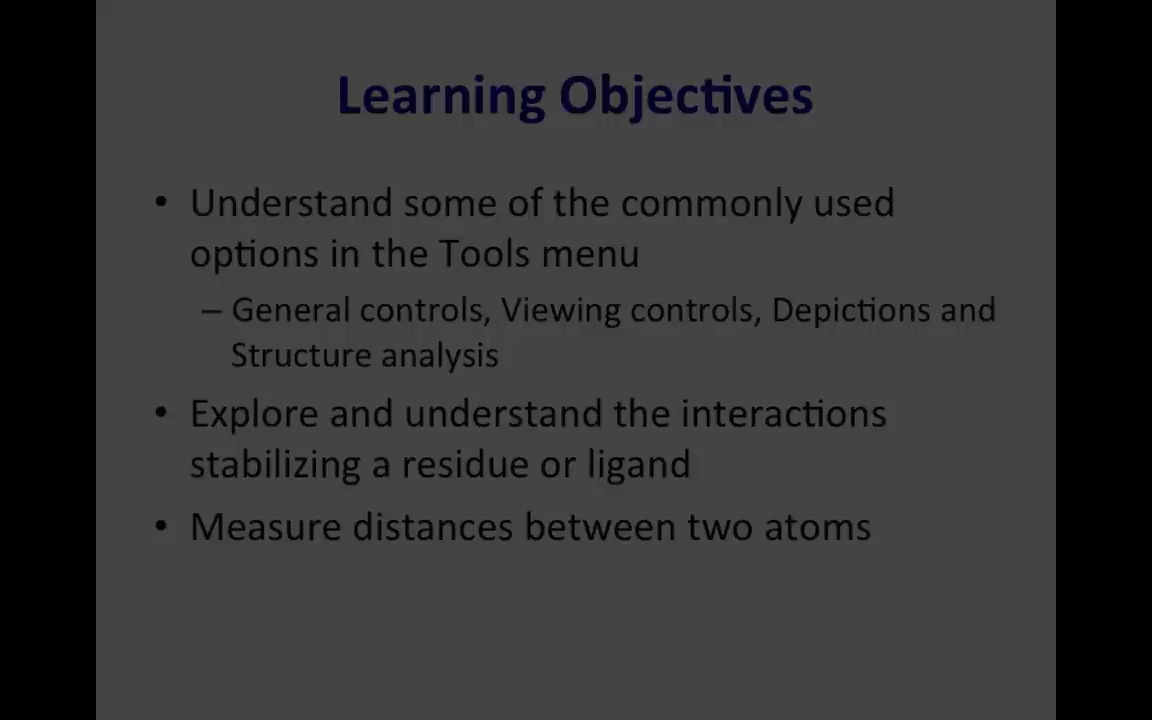 Learning Objectives
• Understand some of the commonly used
options in the Tools menu
– General controls, Viewing controls, Depictions and
Structure analysis
• Explore and understand the interactions
stabilizing a residue or ligand
• Measure distances between two atoms